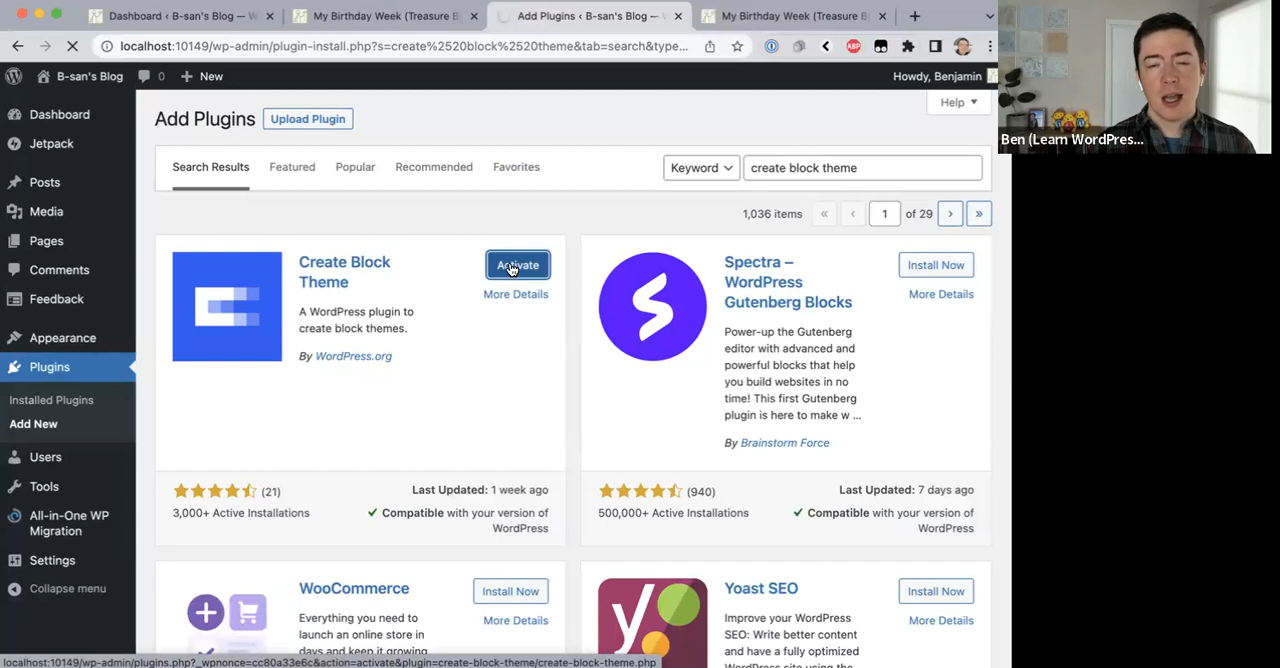 Dashboard ‹ B-san's Blog — W
My Birthday Week (Treasure B
Add Plugins ‹ B-san's Blog —
My Birthday Week (Treasure B
localhost:10149/wp-admin/plugin-install.php?s=create%2520block%2520theme&tab=search&type...
ABP
B-san's Blog
0
New
Howdy, Benjamin
Ben (Learn WordPres...
Dashboard
Jetpack
Posts
Media
Pages
Comments
Feedback
Appearance
Plugins
Installed Plugins
Add New
Users
Tools
All-in-One WP
Migration
Settings
Collapse menu
Help
Add Plugins
Upload Plugin
Search Results
Featured
Popular
Recommended
Favorites
Keyword
create block theme
1,036 items
«
‹
1
of 29
›
»
Create Block
Theme
Activate
More Details
A WordPress plugin to
create block themes.
By WordPress.org
(21)
Last Updated: 1 week ago
3,000+ Active Installations
Compatible with your version of
WordPress
Spectra –
WordPress
Gutenberg Blocks
Install Now
More Details
Power-up the Gutenberg
editor with advanced and
powerful blocks that help
you build websites in no
time! This first Gutenberg
plugin is here to make w ...
By Brainstorm Force
(940)
Last Updated: 7 days ago
500,000+ Active Installations
Compatible with your version of
WordPress
WooCommerce
Install Now
More Details
Everything you need to
launch an online store in
days and keep it growing
Yoast SEO
Install Now
More Details
Improve your WordPress
SEO: Write better content
and have a fully optimized
WordPress site using the
localhost:10149/wp-admin/plugins.php?_wpnonce=cc80a33e6c&action=activate&plugin=create-block-theme/create-block-theme.php